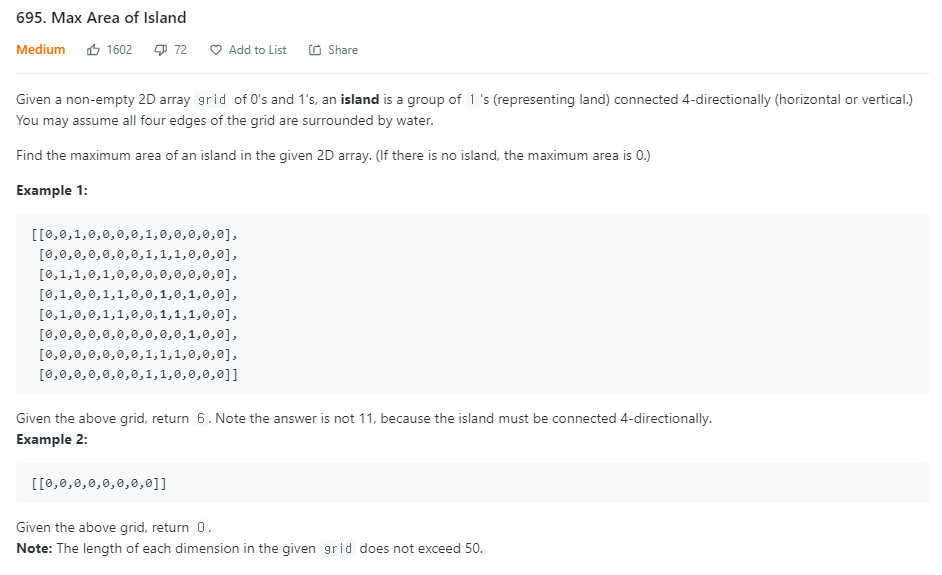 695. Max Area of Island
Medium 1602 72 Add to List Share
Given a non-empty 2D array grid of 0's and 1's, an island is a group of 1 's (representing land) connected 4-directionally (horizontal or vertical.)
You may assume all four edges of the grid are surrounded by water.
Find the maximum area of an island in the given 2D array. (If there is no island, the maximum area is 0.)
Example 1:
[[0,0,1,0,0,0,0,1,0,0,0,0,0],
[0,0,0,0,0,0,0,1,1,1,0,0,0],
[0,1,1,0,1,0,0,0,0,0,0,0,0],
[0,1,0,0,1,1,0,0,1,0,1,0,0],
[0,1,0,0,1,1,0,0,1,1,1,0,0],
[0,0,0,0,0,0,0,0,0,0,1,0,0],
[0,0,0,0,0,0,0,1,1,1,0,0,0],
[0,0,0,0,0,0,0,1,1,0,0,0,0]]
Given the above grid, return 6. Note the answer is not 11, because the island must be connected 4-directionally.
Example 2:
[[0,0,0,0,0,0,0,0]]
Given the above grid, return 0.
Note: The length of each dimension in the given grid does not exceed 50.